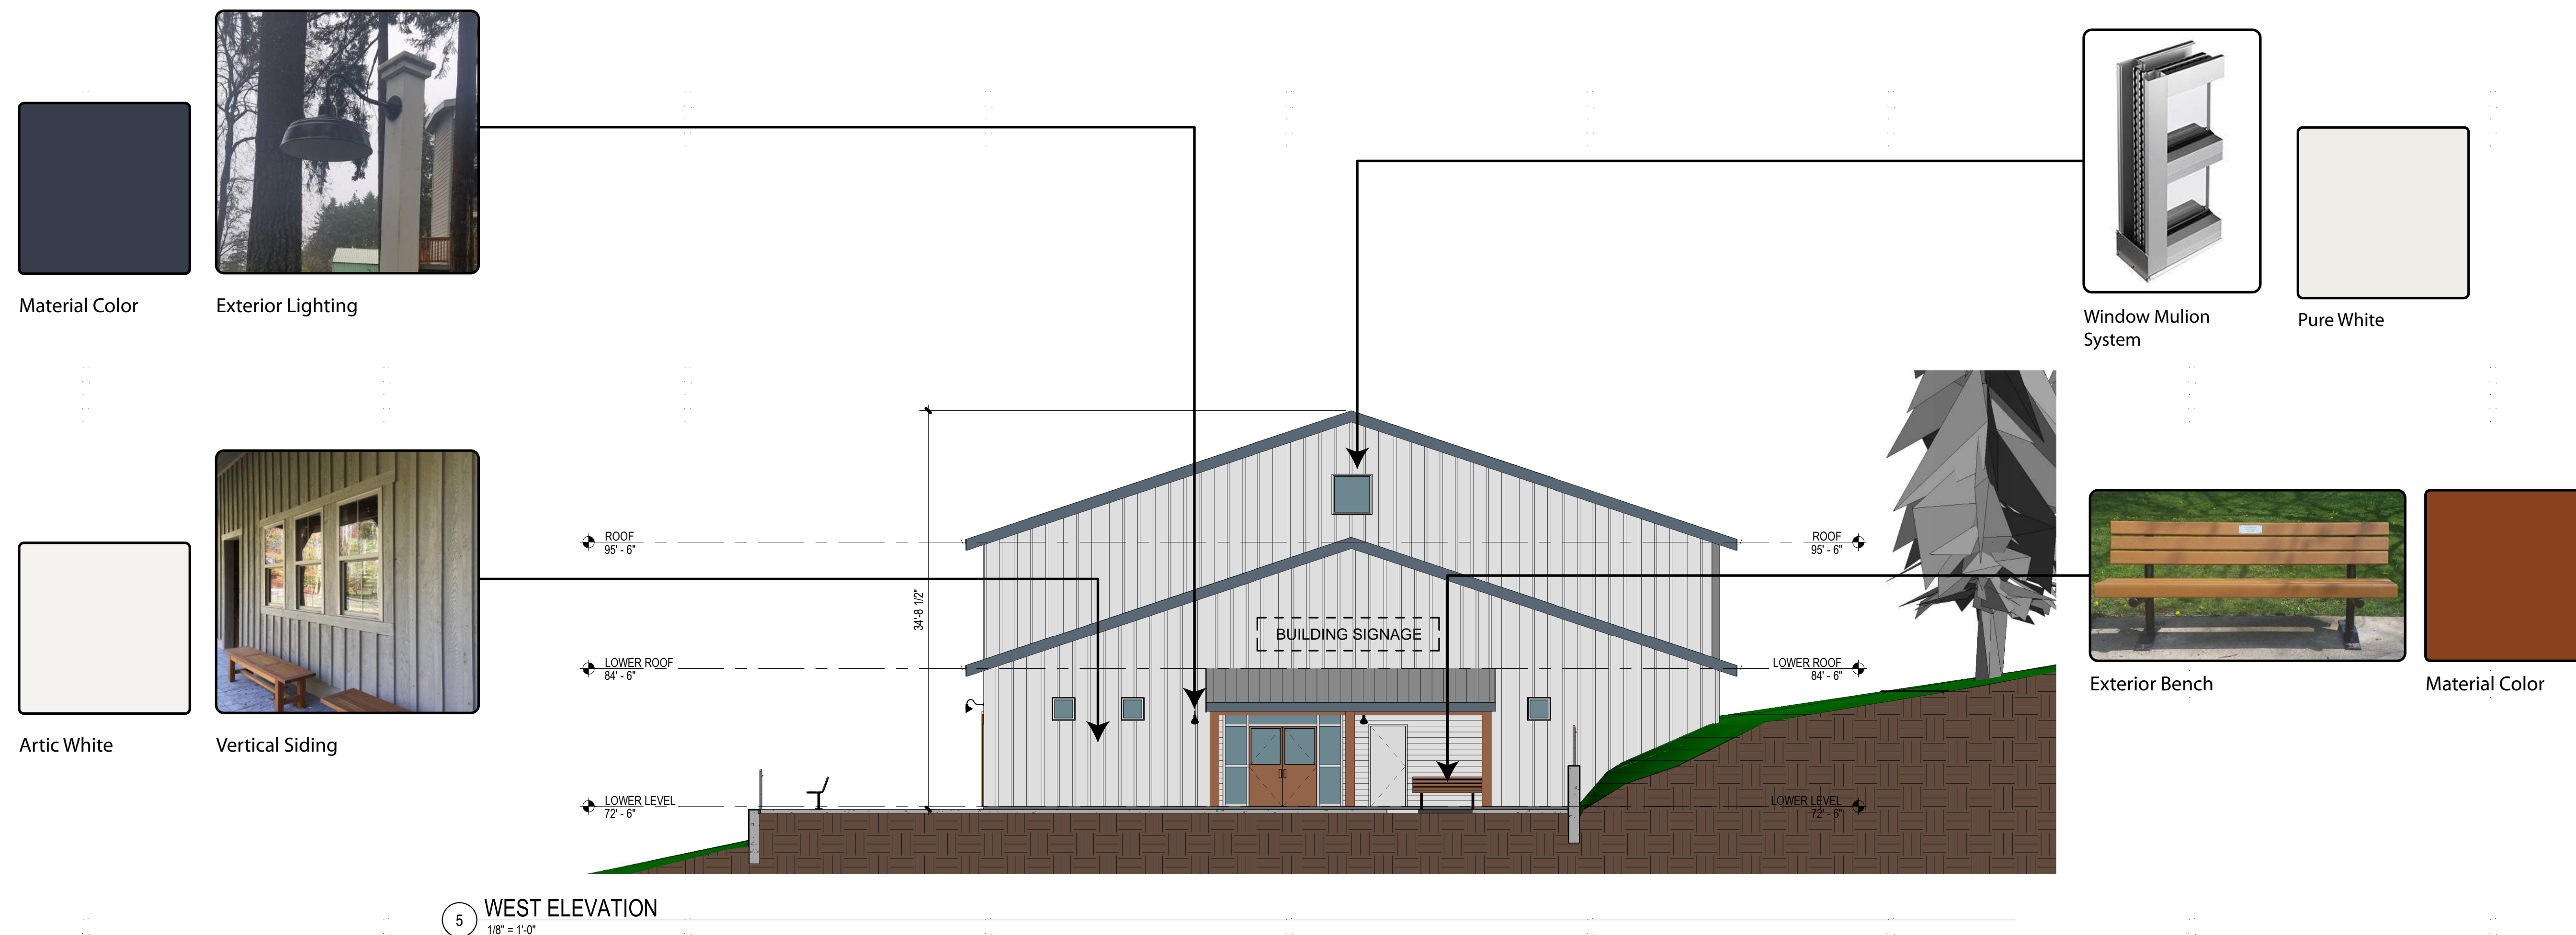 Material Color
Exterior Lighting
Window Mulion
System
Pure White
ROOF
95' - 6"
ROOF
95' - 6"
34'-8 1/2"
BUILDING SIGNAGE
LOWER ROOF
84' - 6"
LOWER ROOF
84' - 6"
Exterior Bench
Material Color
Artic White
Vertical Siding
LOWER LEVEL
72' - 6"
LOWER LEVEL
72' - 6"
5
WEST ELEVATION
1/8" = 1'-0"